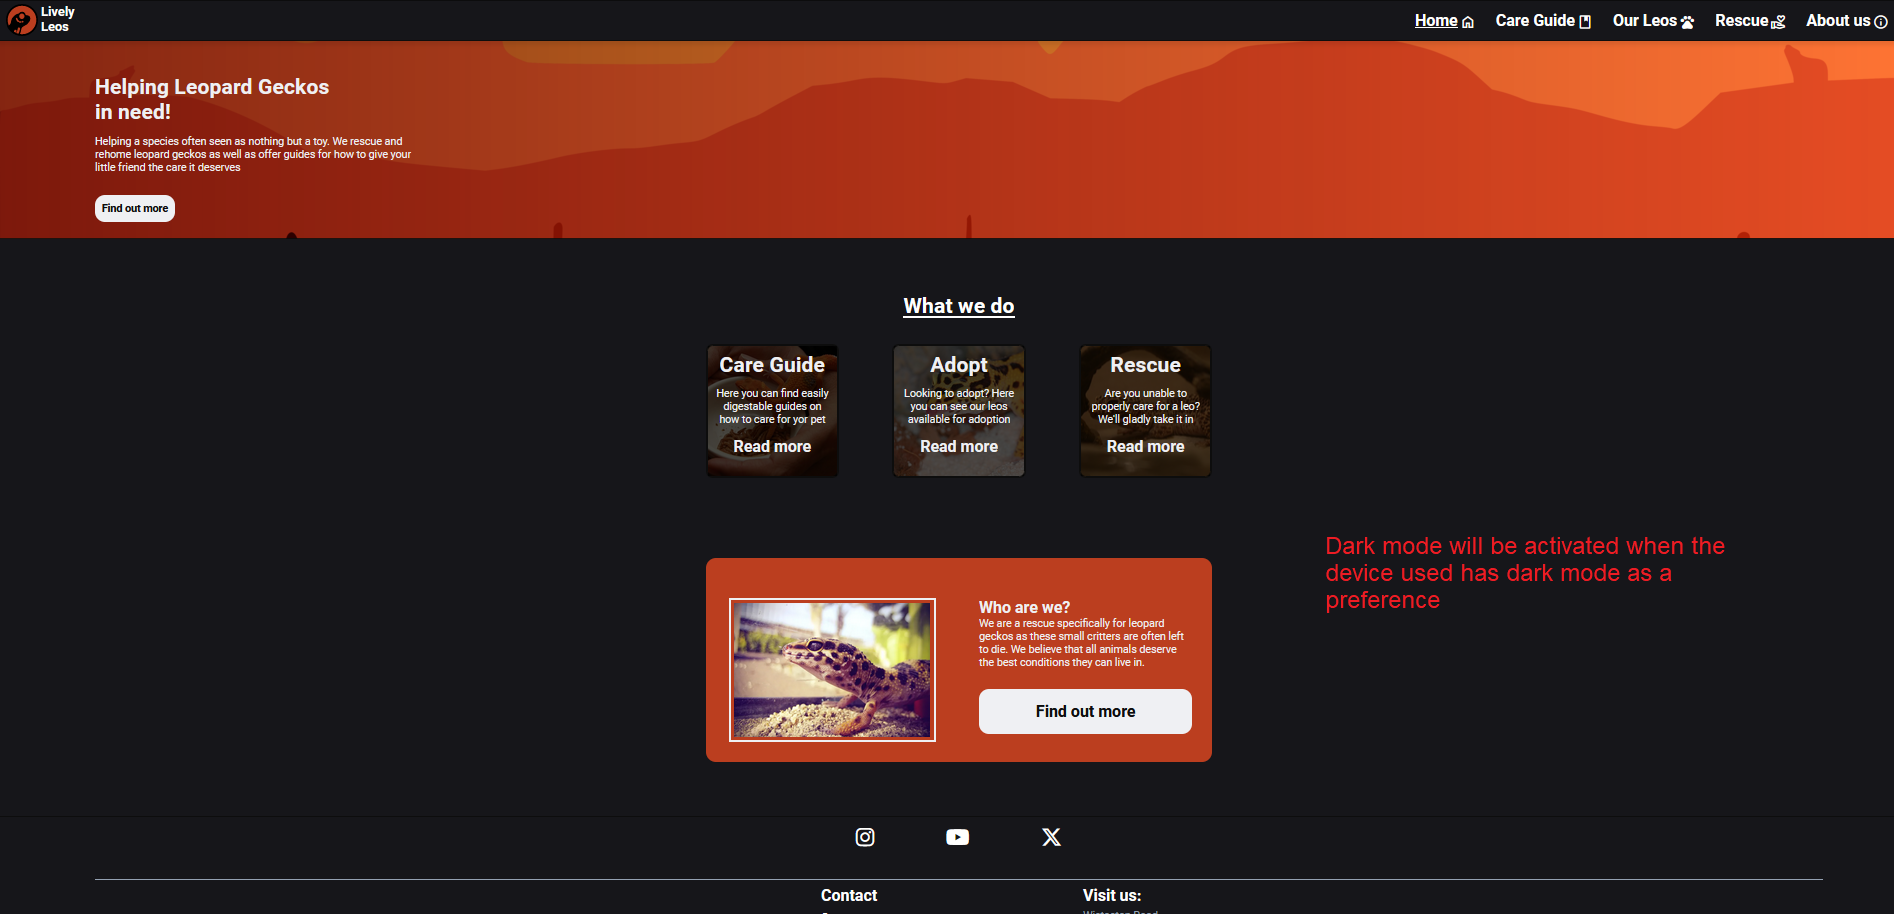 Lively
Leos
Home
Care Guide
Our Leos
Rescue
About us
Helping Leopard Geckos
in need!
Helping a species often seen as nothing but a toy. We rescue and
rehome leopard geckos as well as offer guides for how to give your
little friend the care it deserves
Find out more
What we do
Care Guide
Here you can find easily
digestable guides on
how to care for yor pet
Read more
Adopt
Looking to adopt? Here
you can see our leos
available for adoption
Read more
Rescue
Are you unable to
properly care for a leo?
We'll gladly take it in
Read more
Dark mode will be activated when the
device used has dark mode as a
preference
Who are we?
We are a rescue specifically for leopard
geckos as these small critters are often left
to die. We believe that all animals deserve
the best conditions they can live in.
Find out more
Contact
Visit us: